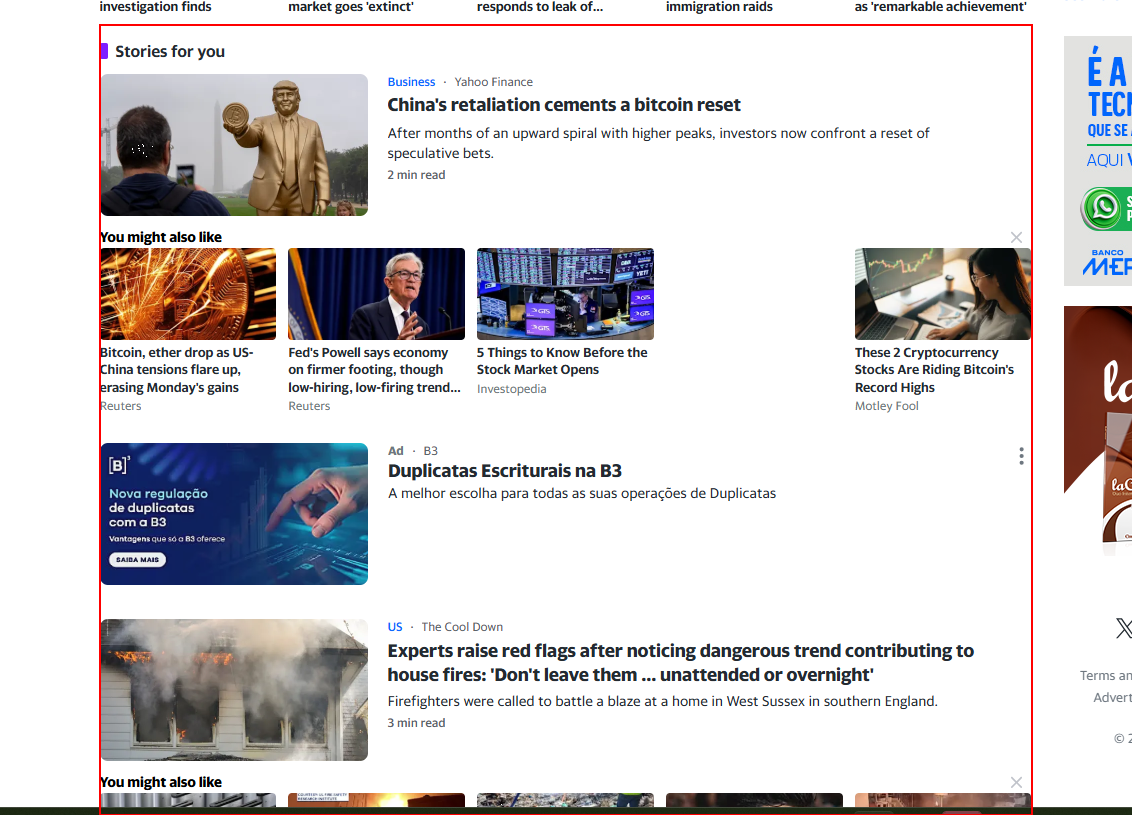 investigation finds
market goes 'extinct'
responds to leak of...
immigration raids
as 'remarkable achievement'
Stories for you
Business · Yahoo Finance
China's retaliation cements a bitcoin reset
After months of an upward spiral with higher peaks, investors now confront a reset of
speculative bets.
2 min read
You might also like
Bitcoin, ether drop as US-
China tensions flare up,
erasing Monday's gains
Reuters
Fed's Powell says economy
on firmer footing, though
low-hiring, low-firing trend...
Reuters
5 Things to Know Before the
Stock Market Opens
Investopedia
These 2 Cryptocurrency
Stocks Are Riding Bitcoin's
Record Highs
Motley Fool
[B]³
Nova regulação
de duplicatas
com a B3
Vantagens que só a B3 oferece
SAIBA MAIS
Ad · B3
Duplicatas Escriturais na B3
A melhor escolha para todas as suas operações de Duplicatas
US · The Cool Down
Experts raise red flags after noticing dangerous trend contributing to
house fires: 'Don't leave them ... unattended or overnight'
Firefighters were called to battle a blaze at a home in West Sussex in southern England.
3 min read
You might also like
É A
TECN
QUE SE A
AQUI V
BANCO
MER
la
Terms an
Advert
© 2